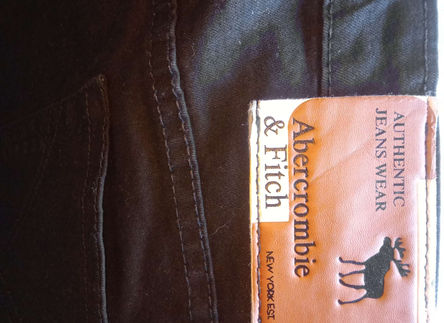 AUTHENTIC
JEANS WEAR
Abercrombie
& Fitch
NEW YORK EST